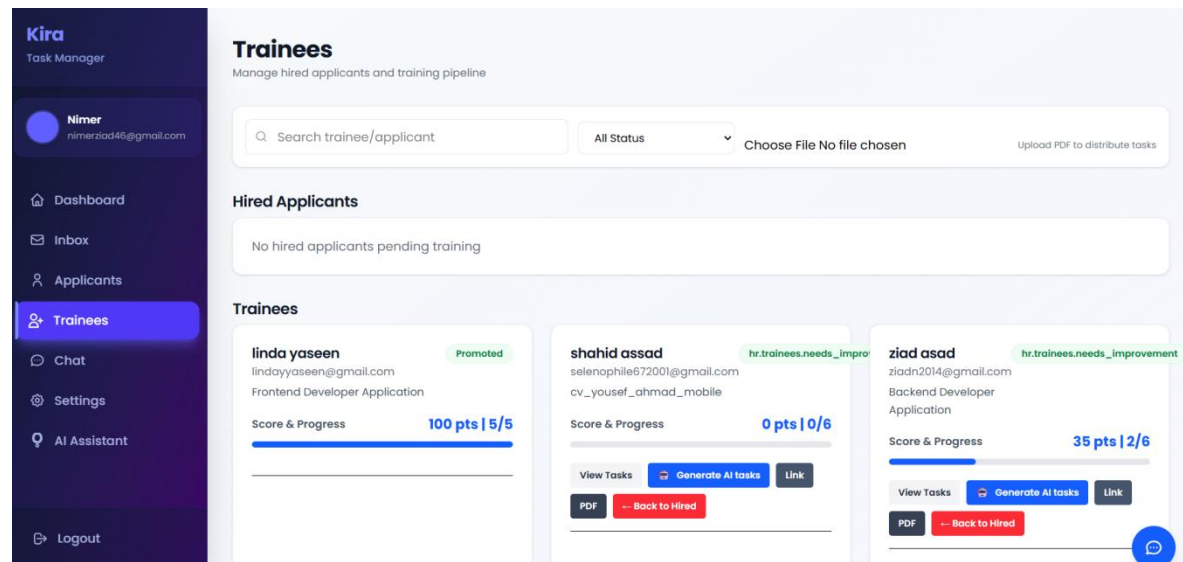 Kira
Task Manager
Nimer
nimerziad46@gmail.com
Dashboard
Inbox
Applicants
Trainees
Chat
Settings
AI Assistant
Logout
Trainees
Manage hired applicants and training pipeline
Search trainee/applicant
All Status
Choose File No file chosen
Upload PDF to distribute tasks
Hired Applicants
No hired applicants pending training
Trainees
linda yaseen
Promoted
lindayyaseen@gmail.com
Frontend Developer Application
Score & Progress
100 pts | 5/5
shahid assad
hr.trainees.needs_impro
selenophile672001@gmail.com
cv_yousef_ahmad_mobile
Score & Progress
0 pts | 0/6
View Tasks
Generate AI tasks
Link
PDF
← Back to Hired
ziad asad
hr.trainees.needs_improvement
ziadn2014@gmail.com
Backend Developer
Application
Score & Progress
35 pts | 2/6
View Tasks
Generate AI tasks
Link
PDF
← Back to Hired